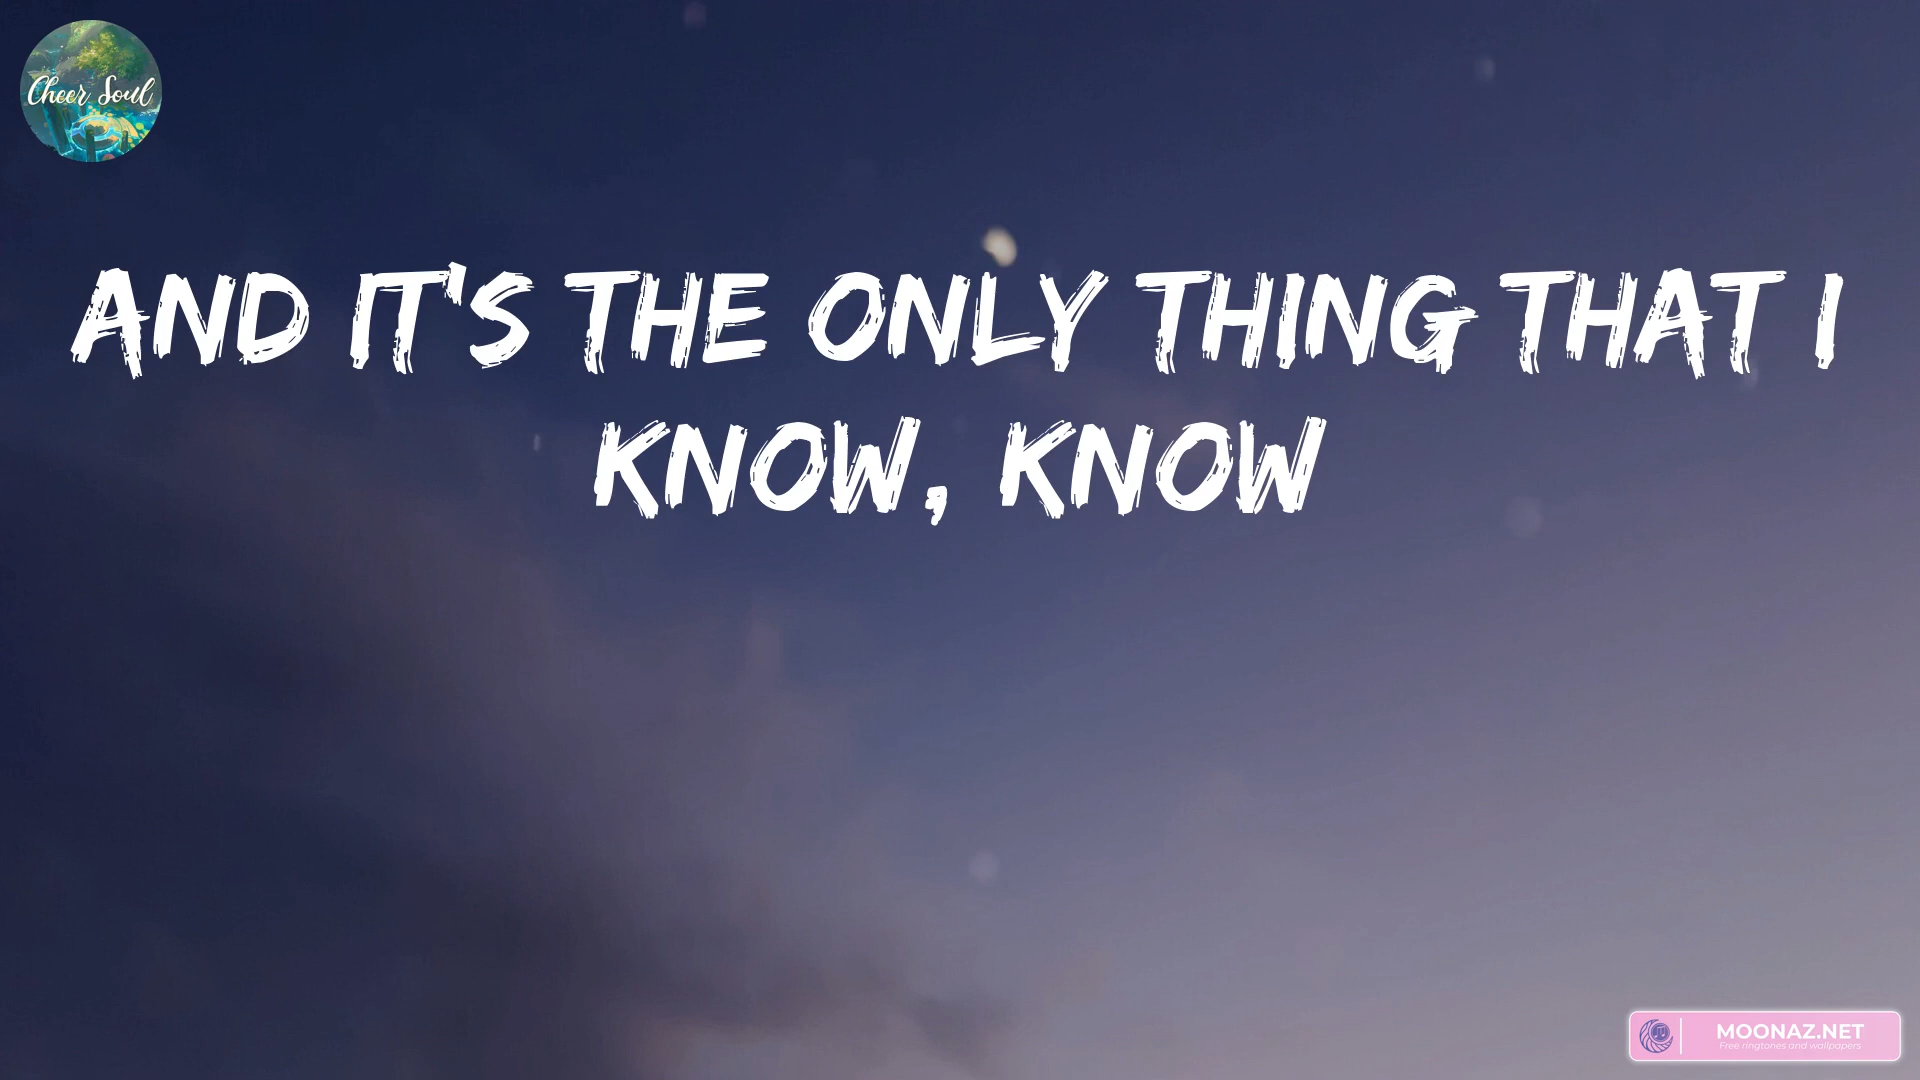 Cheer Soul
AND IT'S THE ONLY THING THAT I
KNOW, KNOW
MOONAZ.NET
Free ringtones and wallpapers